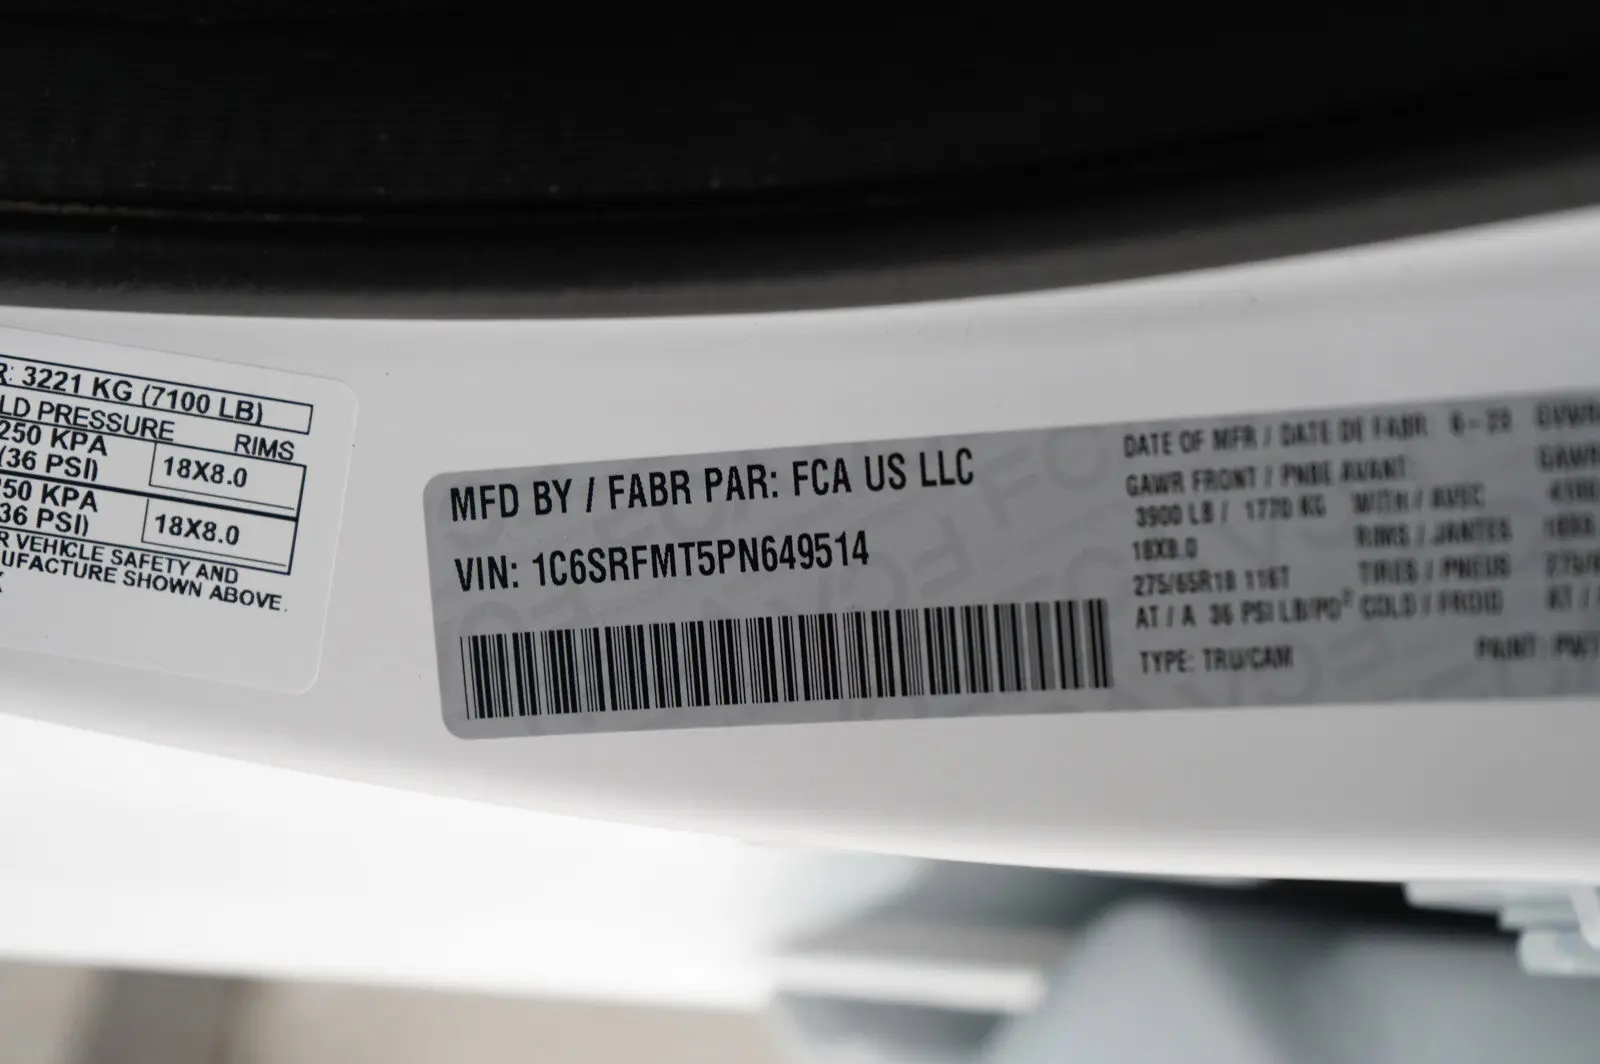 R: 3221 KG (7100 LB)
LD PRESSURE RIMS
250 KPA
(36 PSI) 18X8.0
250 KPA
36 PSI) 18X8.0
R VEHICLE SAFETY AND
UFACTURE SHOWN ABOVE.
MFD BY / FABR PAR: FCA US LLC
VIN: 1C6SRFMT5PN649514
DATE OF MFR / DATE DE FABR:
GAWR FRONT / PNBE AVANT:
3900 LB / 1770 KG WITH / AVEC
18X8.0 RIMS / JANTES
275/65R18 116T TIRES / PNEUS
AT / A 36 PSI LB/PO² COLD / FROID
TYPE: TRU/CAM PAINT: PW7